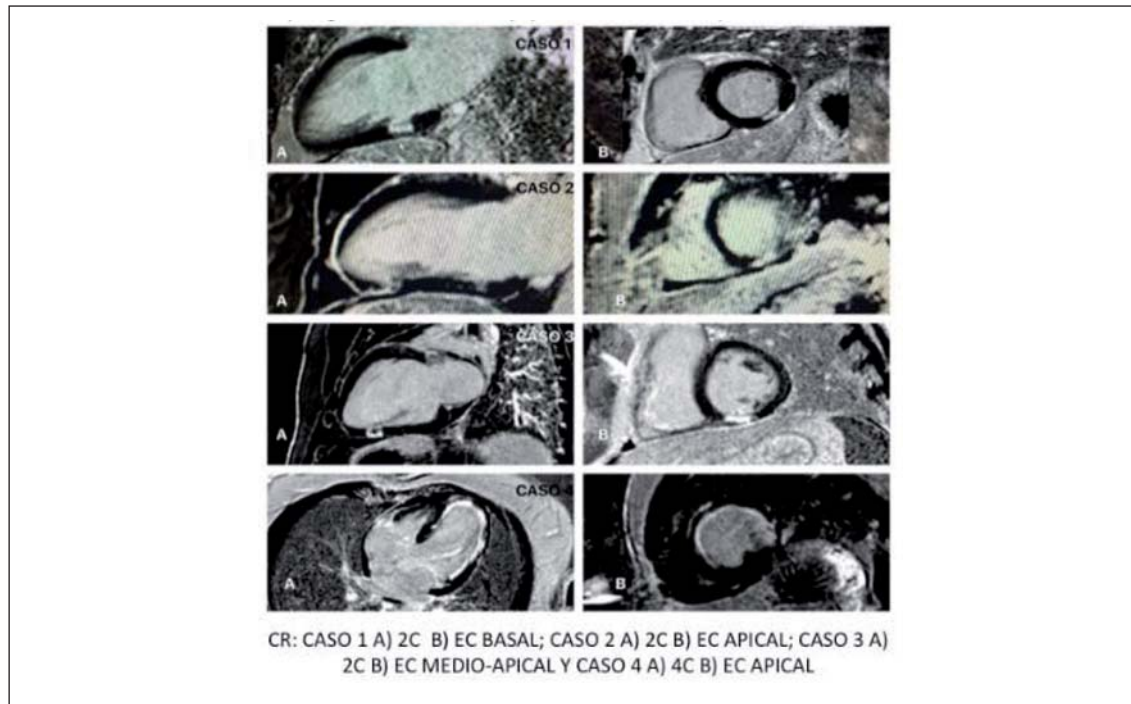 CASO 1
A
B
CASO 2
A
B
CASO 3
A
B
CASO 4
A
B
CR: CASO 1 A) 2C B) EC BASAL; CASO 2 A) 2C B) EC APICAL; CASO 3 A)
2C B) EC MEDIO-APICAL Y CASO 4 A) 4C B) EC APICAL